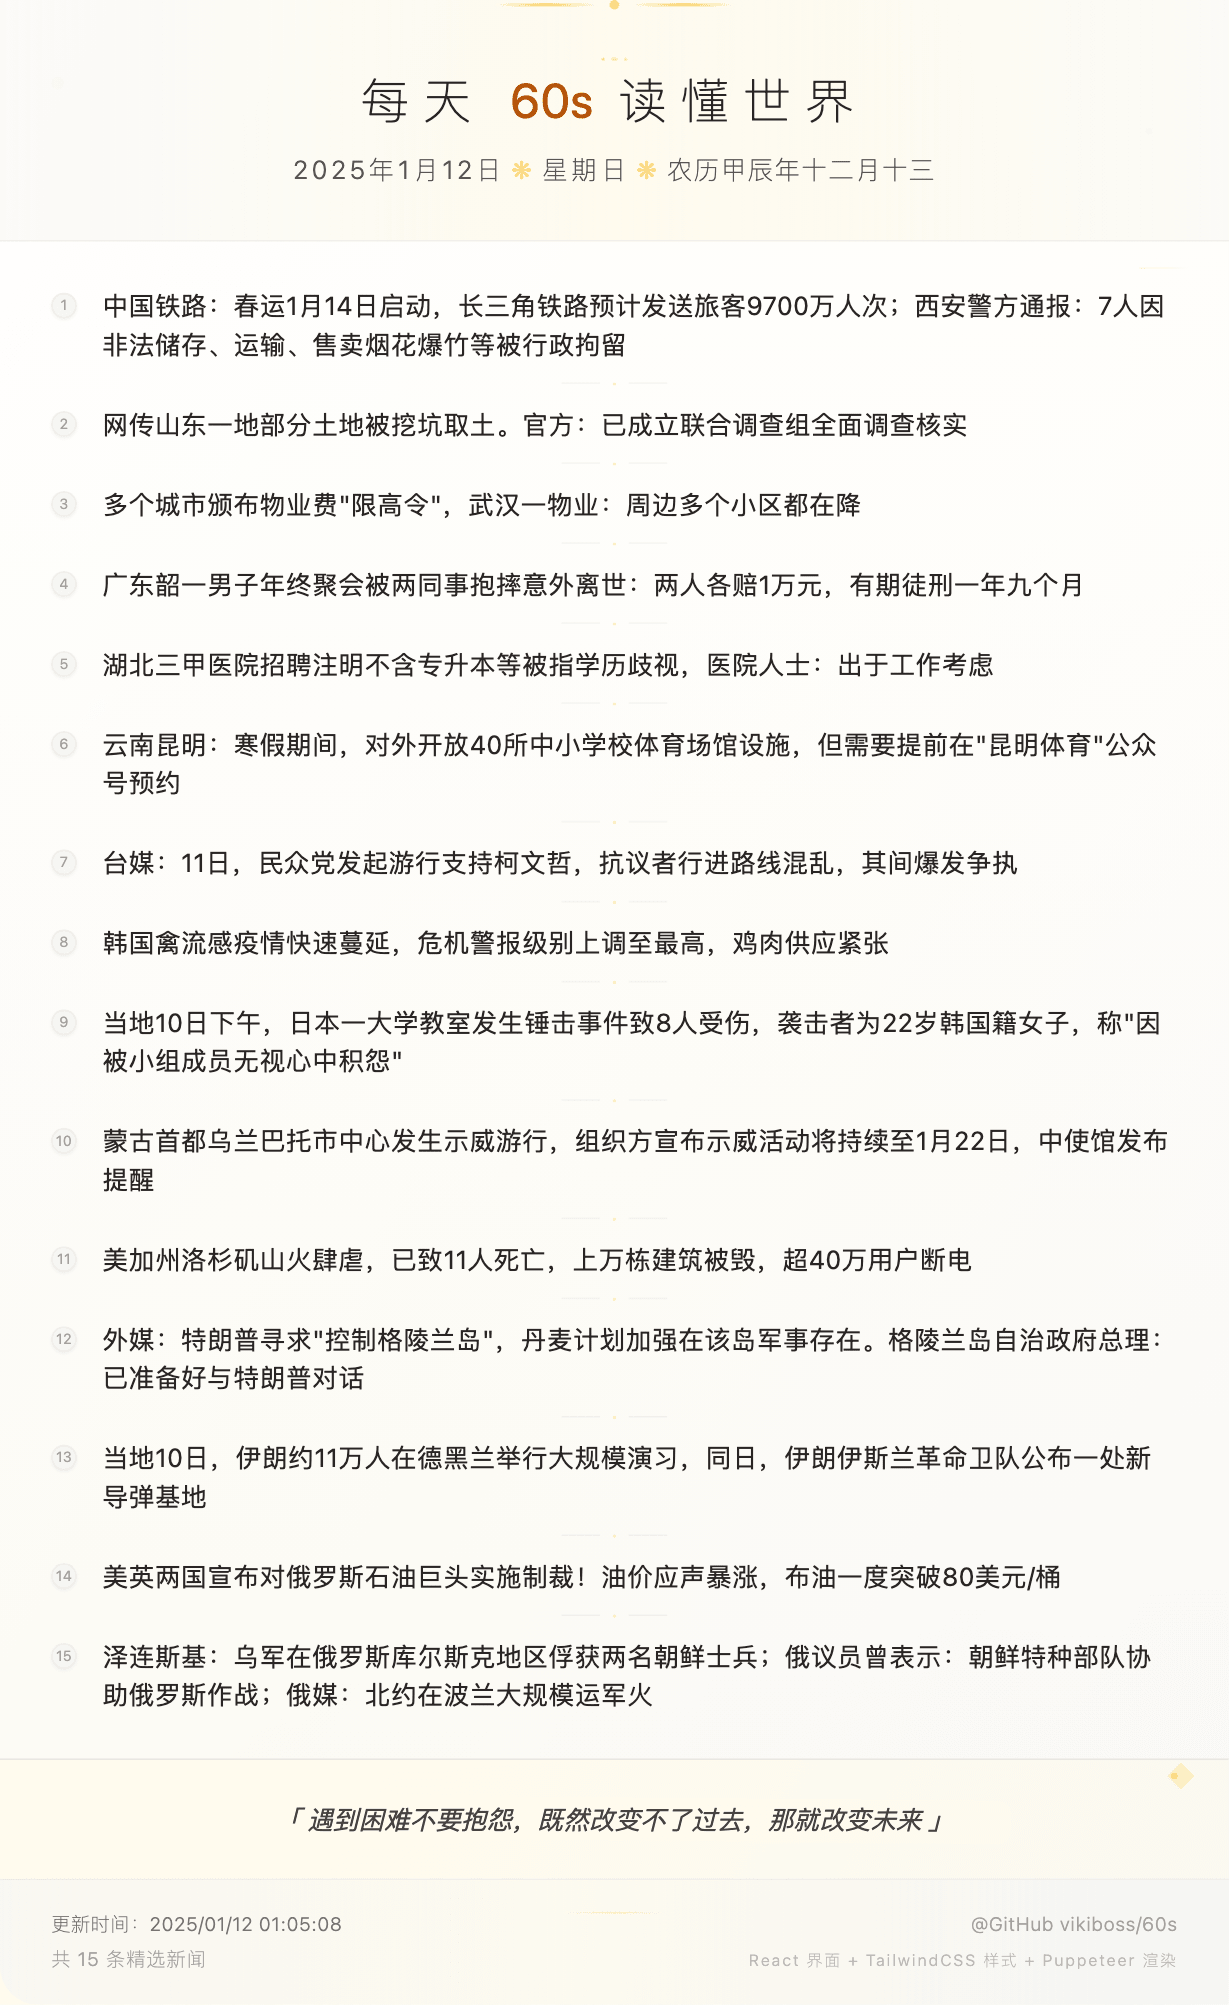 每天 60s 读懂世界
2025年1月12日 ❋ 星期日 ❋ 农历甲辰年十二月十三
1 中国铁路：春运1月14日启动，长三角铁路预计发送旅客9700万人次；西安警方通报：7人因
非法储存、运输、售卖烟花爆竹等被行政拘留
2 网传山东一地部分土地被挖坑取土。官方：已成立联合调查组全面调查核实
3 多个城市颁布物业费"限高令"，武汉一物业：周边多个小区都在降
4 广东韶一男子年终聚会被两同事抱摔意外离世：两人各赔1万元，有期徒刑一年九个月
5 湖北三甲医院招聘注明不含专升本等被指学历歧视，医院人士：出于工作考虑
6 云南昆明：寒假期间，对外开放40所中小学校体育场馆设施，但需要提前在"昆明体育"公众
号预约
7 台媒：11日，民众党发起游行支持柯文哲，抗议者行进路线混乱，其间爆发争执
8 韩国禽流感疫情快速蔓延，危机警报级别上调至最高，鸡肉供应紧张
9 当地10日下午，日本一大学教室发生锤击事件致8人受伤，袭击者为22岁韩国籍女子，称"因
被小组成员无视心中积怨"
10 蒙古首都乌兰巴托市中心发生示威游行，组织方宣布示威活动将持续至1月22日，中使馆发布
提醒
11 美加州洛杉矶山火肆虐，已致11人死亡，上万栋建筑被毁，超40万用户断电
12 外媒：特朗普寻求"控制格陵兰岛"，丹麦计划加强在该岛军事存在。格陵兰岛自治政府总理：
已准备好与特朗普对话
13 当地10日，伊朗约11万人在德黑兰举行大规模演习，同日，伊朗伊斯兰革命卫队公布一处新
导弹基地
14 美英两国宣布对俄罗斯石油巨头实施制裁！油价应声暴涨，布油一度突破80美元/桶
15 泽连斯基：乌军在俄罗斯库尔斯克地区俘获两名朝鲜士兵；俄议员曾表示：朝鲜特种部队协
助俄罗斯作战；俄媒：北约在波兰大规模运军火
「 遇到困难不要抱怨，既然改变不了过去，那就改变未来 」
更新时间：2025/01/12 01:05:08
@GitHub vikiboss/60s
共 15 条精选新闻
React 界面 + TailwindCSS 样式 + Puppeteer 渲染